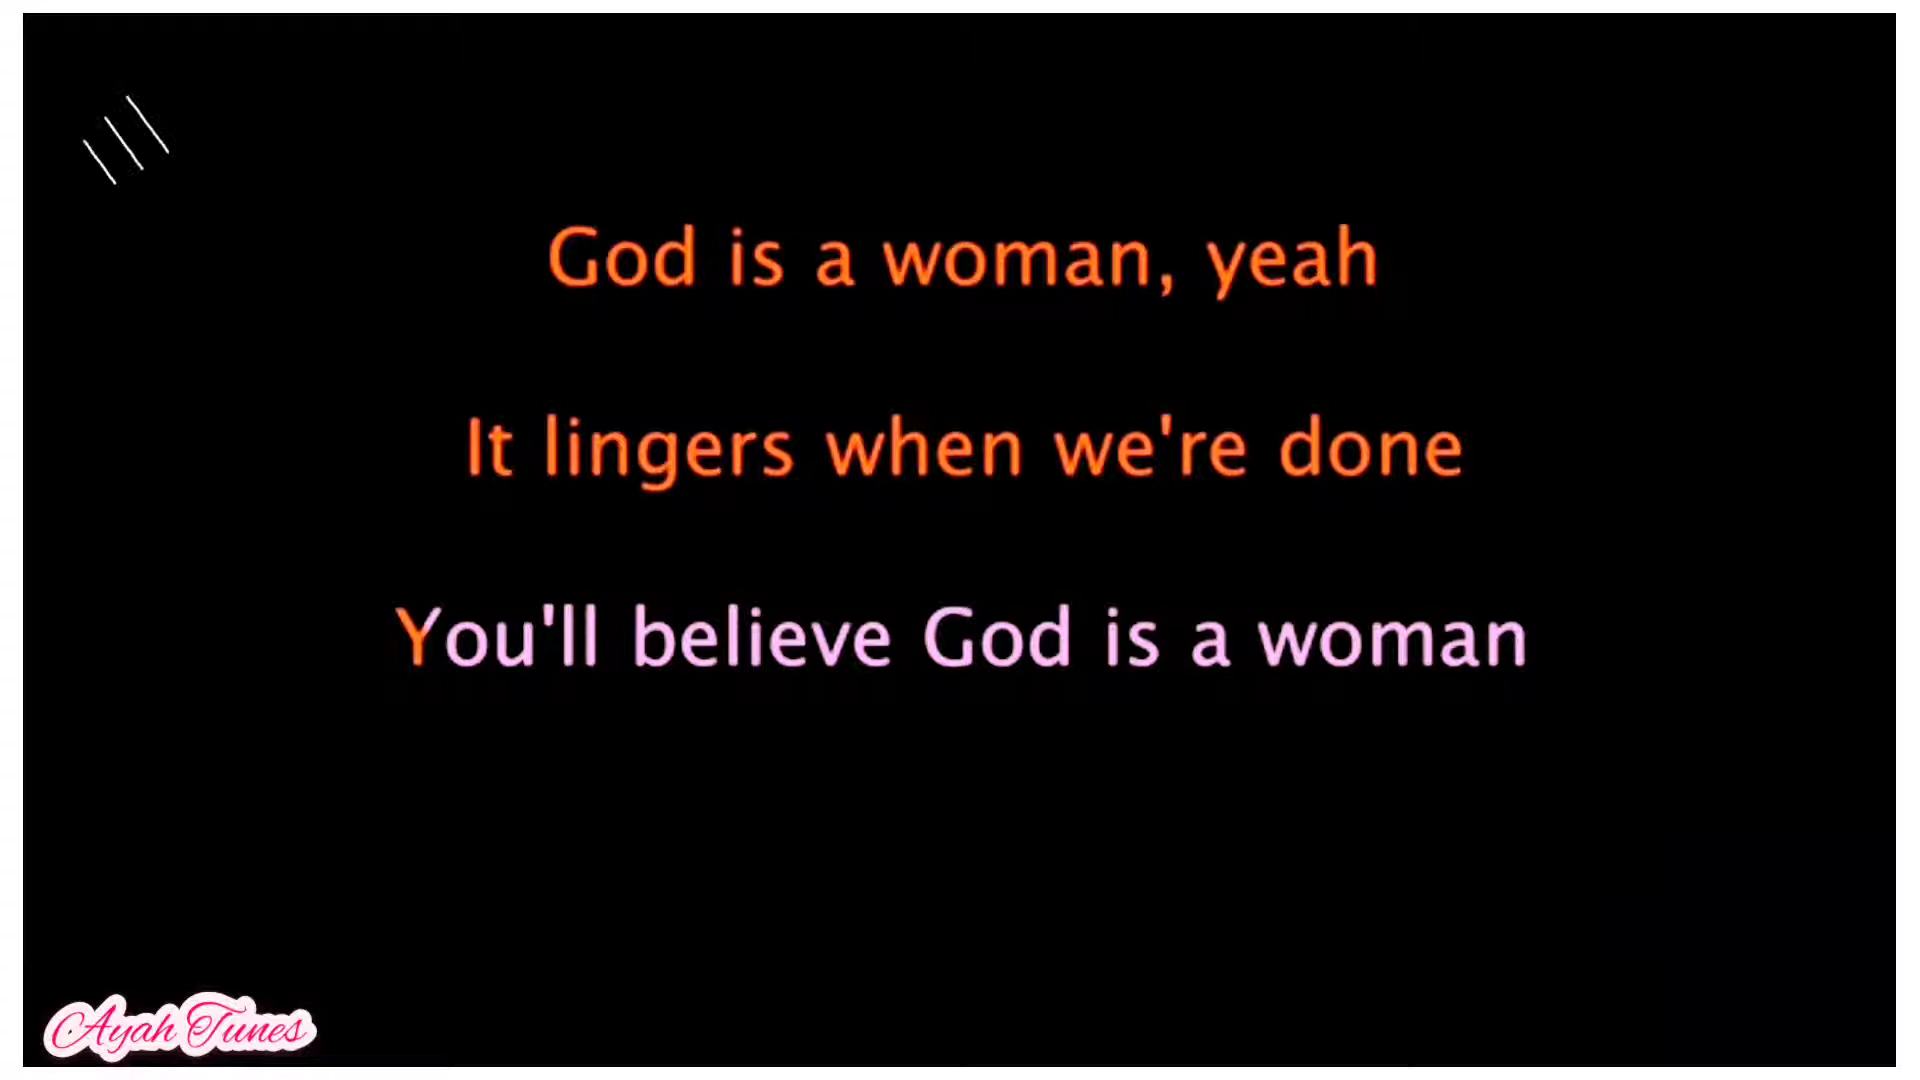 God is a woman, yeah
It lingers when we're done
You'll believe God is a woman
Ayah Tunes